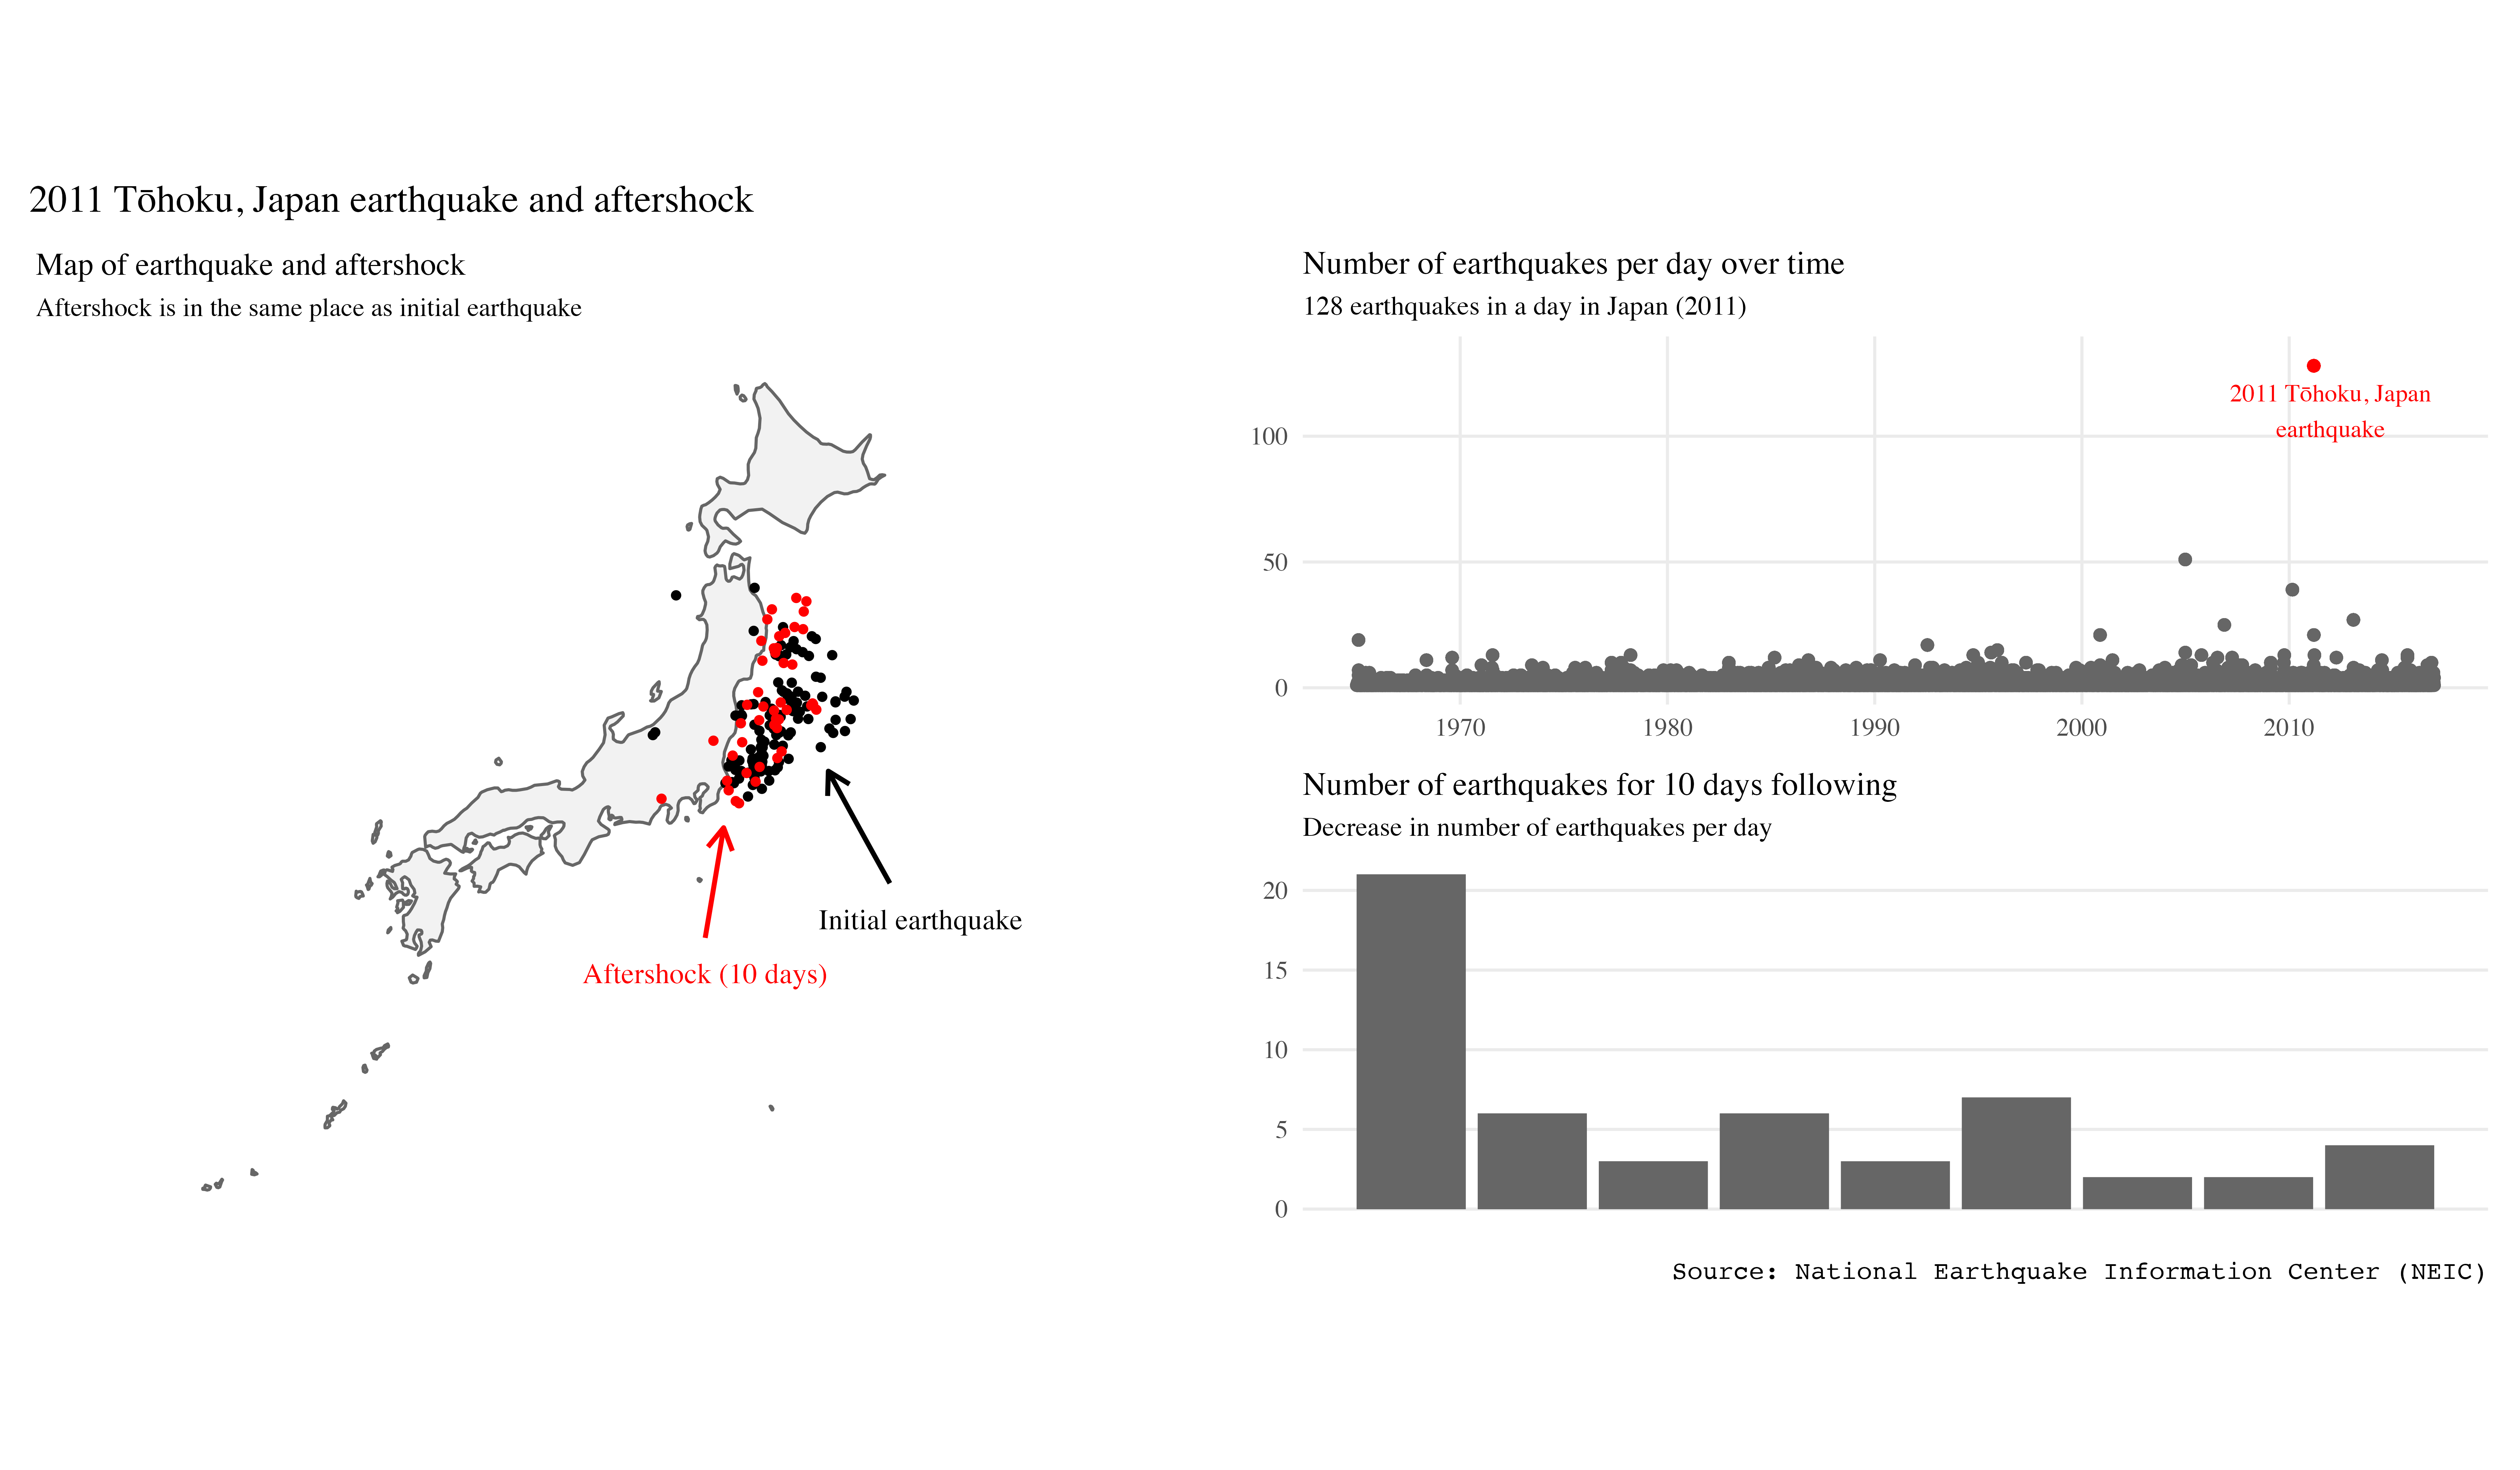 2011 Tōhoku, Japan earthquake and aftershock
Map of earthquake and aftershock
Aftershock is in the same place as initial earthquake
Initial earthquake
Aftershock (10 days)
Number of earthquakes per day over time
128 earthquakes in a day in Japan (2011)
2011 Tōhoku, Japan
earthquake
100
50
0
1970 1980 1990 2000 2010
Number of earthquakes for 10 days following
Decrease in number of earthquakes per day
20
15
10
5
0
Source: National Earthquake Information Center (NEIC)